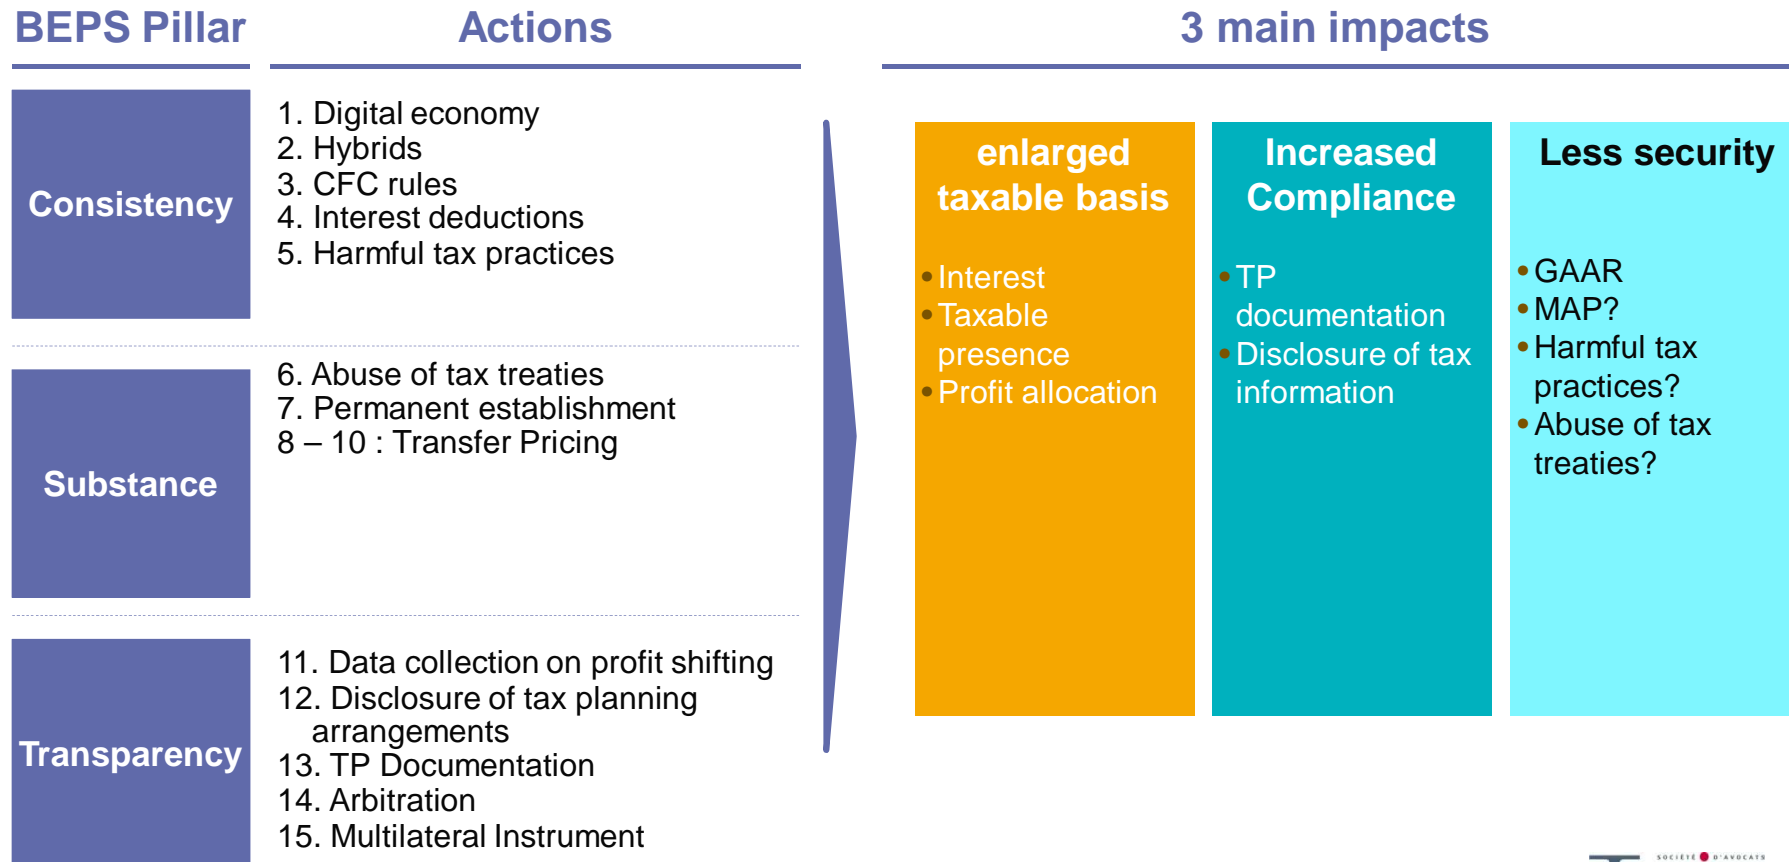 BEPS Pillar
Actions
3 main impacts
Consistency
1. Digital economy
2. Hybrids
3. CFC rules
4. Interest deductions
5. Harmful tax practices
Substance
6. Abuse of tax treaties
7. Permanent establishment
8 – 10 : Transfer Pricing
Transparency
11. Data collection on profit shifting
12. Disclosure of tax planning
arrangements
13. TP Documentation
14. Arbitration
15. Multilateral Instrument
enlarged
taxable basis
• Interest
• Taxable
presence
• Profit allocation
Increased
Compliance
• TP
documentation
• Disclosure of tax
information
Less security
• GAAR
• MAP?
• Harmful tax
practices?
• Abuse of tax
treaties?
SOCIÉTÉ D'AVOCATS